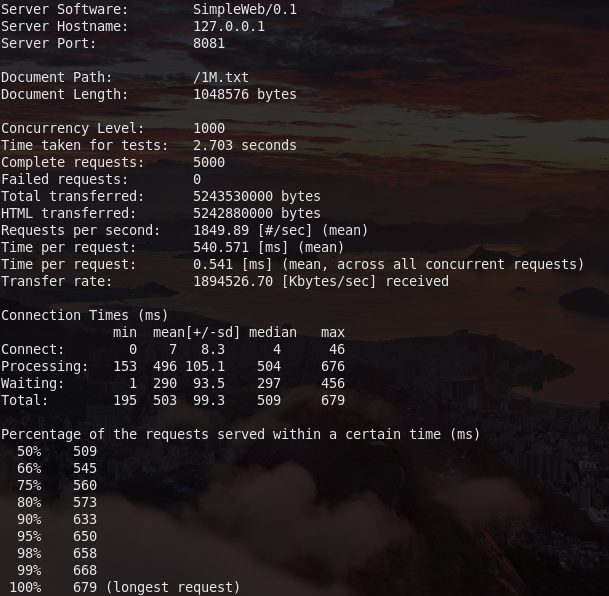 Server Software:        SimpleWeb/0.1
Server Hostname:        127.0.0.1
Server Port:            8081

Document Path:          /1M.txt
Document Length:        1048576 bytes

Concurrency Level:      1000
Time taken for tests:   2.703 seconds
Complete requests:      5000
Failed requests:        0
Total transferred:      5243530000 bytes
HTML transferred:       5242880000 bytes
Requests per second:    1849.89 [#/sec] (mean)
Time per request:       540.571 [ms] (mean)
Time per request:       0.541 [ms] (mean, across all concurrent requests)
Transfer rate:          1894526.70 [Kbytes/sec] received

Connection Times (ms)
              min  mean[+/-sd] median   max
Connect:        0    7   8.3      4      46
Processing:   153  496 105.1    504     676
Waiting:        1  290  93.5    297     456
Total:        195  503  99.3    509     679

Percentage of the requests served within a certain time (ms)
  50%    509
  66%    545
  75%    560
  80%    573
  90%    633
  95%    650
  98%    658
  99%    668
 100%    679 (longest request)